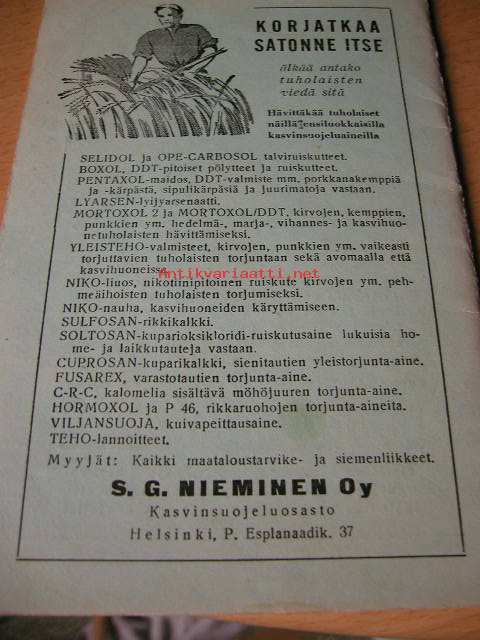 KORJATKAA
SATONNE ITSE
älkää antako
tuholaisten
viedä sitä
Hävittäkää tuholaiset
näillä ensiluokkaisilla
kasvinsuojeluaineilla
SELIDOL ja OPE-CARBOSOL talviruiskutteet.
BOXOL, DDT-pitoiset pölytteet ja ruiskutteet.
PENTAXOL-maidos, DDT-valmiste mm. porkkanakemppiä
ja -kärpästä, sipulikärpäsiä ja juurimatoja vastaan.
LYARSEN-lyijyarsenaatti.
MORTOXOL 2 ja MORTOXOL/DDT, kirvojen, kemppien,
punkkien ym. hedelmä-, marja-, vihannes- ja kasvihuo-
netuholaisten hävittämiseksi.
YLEISTEHO-valmisteet, kirvojen, punkkien ym. vaikeasti
torjuttavien tuholaisten torjuntaan sekä avomaalla että
kasvihuoneissa.
Antikvariaatti.net
NIKO-liuos, nikotiinipitoinen ruiskute kirvojen ym. peh-
meäihoisten tuholaisten torjumiseksi.
NIKO-nauha, kasvihuoneiden käryttämiseen.
SULFOSAN-rikkikalkki.
SOLTOSAN-kuparioksikloridi-ruiskutusaine lukuisia ho-
me- ja laikkutauteja vastaan.
CUPROSAN-kuparikalkki, sienitautien yleistorjunta-aine.
FUSAREX, varastotautien torjunta-aine.
C-R-C, kalomelia sisältävä möhöjuuren torjunta-aine.
HORMOXOL ja P 46, rikkaruohojen torjunta-aineita.
VILJANSUOJA, kuivapeittausaine.
TEHO-lannoitteet.
Myyjät: Kaikki maataloustarvike- ja siemenliikkeet.
S. G. NIEMINEN Oy
Kasvinsuojeluosasto
Helsinki, P. Esplanaadik. 37